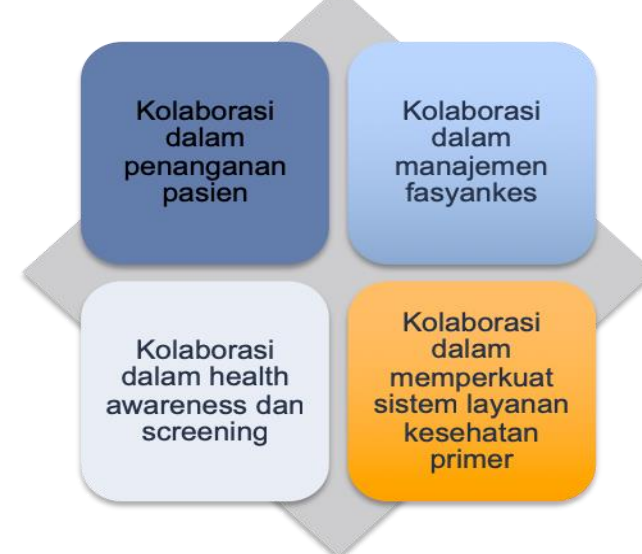 Kolaborasi
dalam
penanganan
pasien
Kolaborasi
dalam
manajemen
fasyankes
Kolaborasi
dalam health
awareness dan
screening
Kolaborasi
dalam
memperkuat
sistem layanan
kesehatan
primer